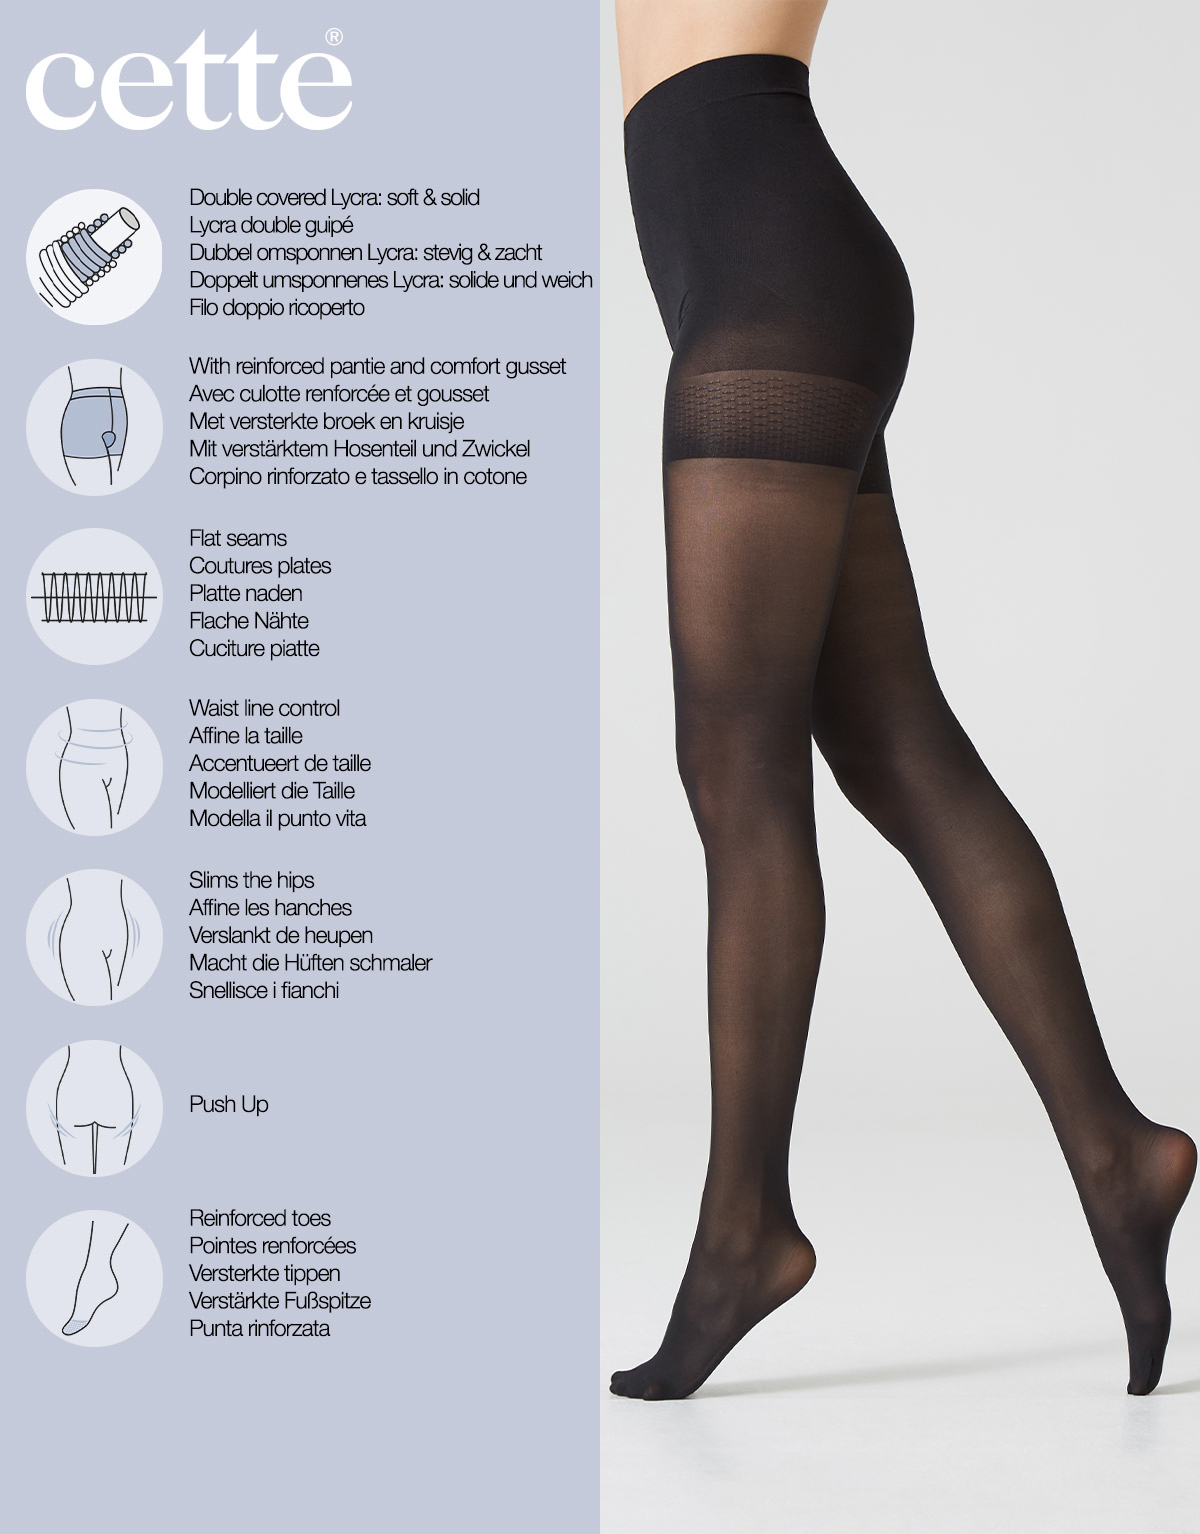 cette®
Double covered Lycra: soft & solid
Lycra double guipé
Dubbel omsponnen Lycra: stevig & zacht
Doppelt umsponnenes Lycra: solide und weich
Filo doppio ricoperto
With reinforced pantie and comfort gusset
Avec culotte renforcée et gousset
Met versterkte broek en kruisje
Mit verstärktem Hosenteil und Zwickel
Corpino rinforzato e tassello in cotone
Flat seams
Coutures plates
Platte naden
Flache Nähte
Cuciture piatte
Waist line control
Affine la taille
Accentueert de taille
Modelliert die Taille
Modella il punto vita
Slims the hips
Affine les hanches
Verslankt de heupen
Macht die Hüften schmaler
Snellisce i fianchi
Push Up
Reinforced toes
Pointes renforcées
Versterkte tippen
Verstärkte Fußspitze
Punta rinforzata